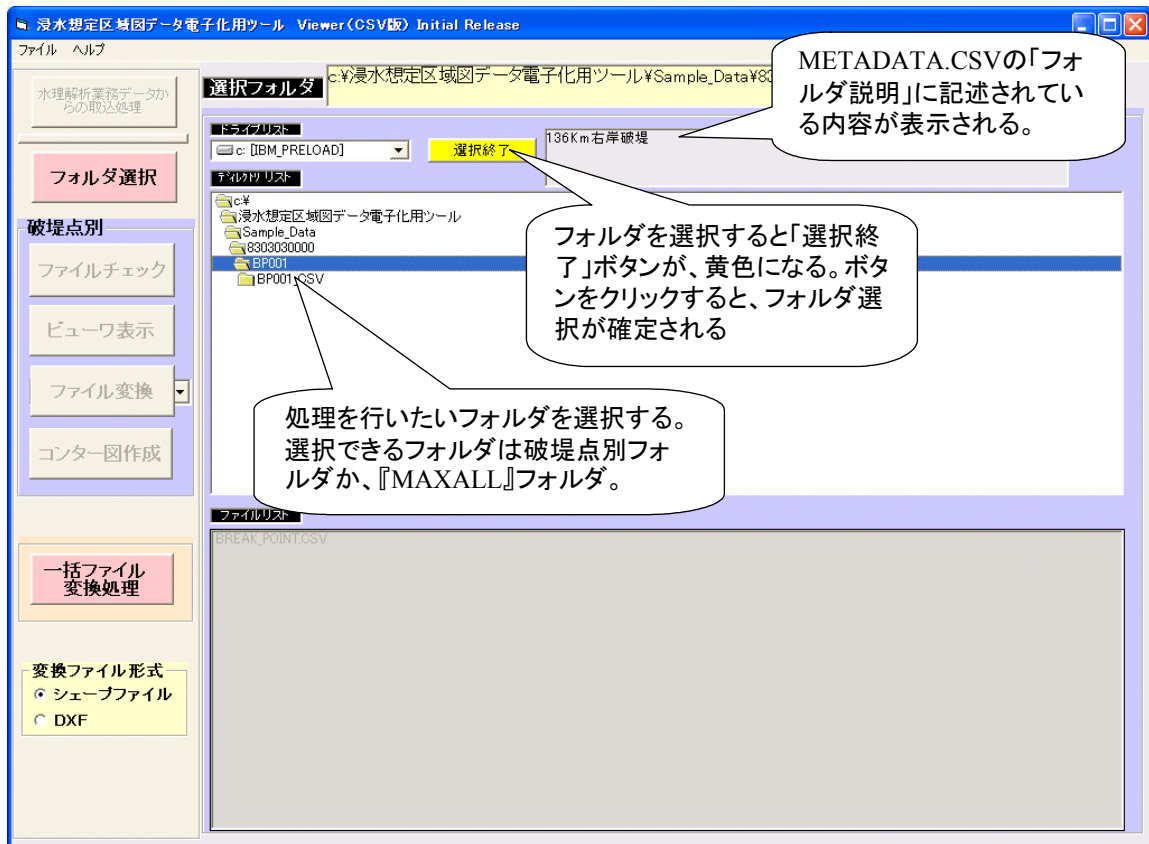 浸水想定区域図データ電子化用ツール Viewer(CSV版) Initial Release
ファイル ヘルプ
水理解析業務データか
らの取込処理
選択フォルダ
c:¥浸水想定区域図データ電子化用ツール¥Sample_Data¥83
METADATA.CSVの「フォ
ルダ説明」に記述されてい
る内容が表示される。
ドライブリスト
c: [IBM_PRELOAD]
選択終了
136Km右岸破堤
フォルダ選択
ディレクトリ リスト
c:¥
浸水想定区域図データ電子化用ツール
Sample_Data
8303030000
BP001
BP001_CSV
フォルダを選択すると「選択終
了」ボタンが、黄色になる。ボタ
ンをクリックすると、フォルダ選
択が確定される
破堤点別
ファイルチェック
ビューワ表示
ファイル変換
コンター図作成
処理を行いたいフォルダを選択する。
選択できるフォルダは破堤点別フォ
ルダか、『MAXALL』フォルダ。
ファイルリスト
BREAK_POINT.CSV
一括ファイル
変換処理
変換ファイル形式
シェープファイル
DXF